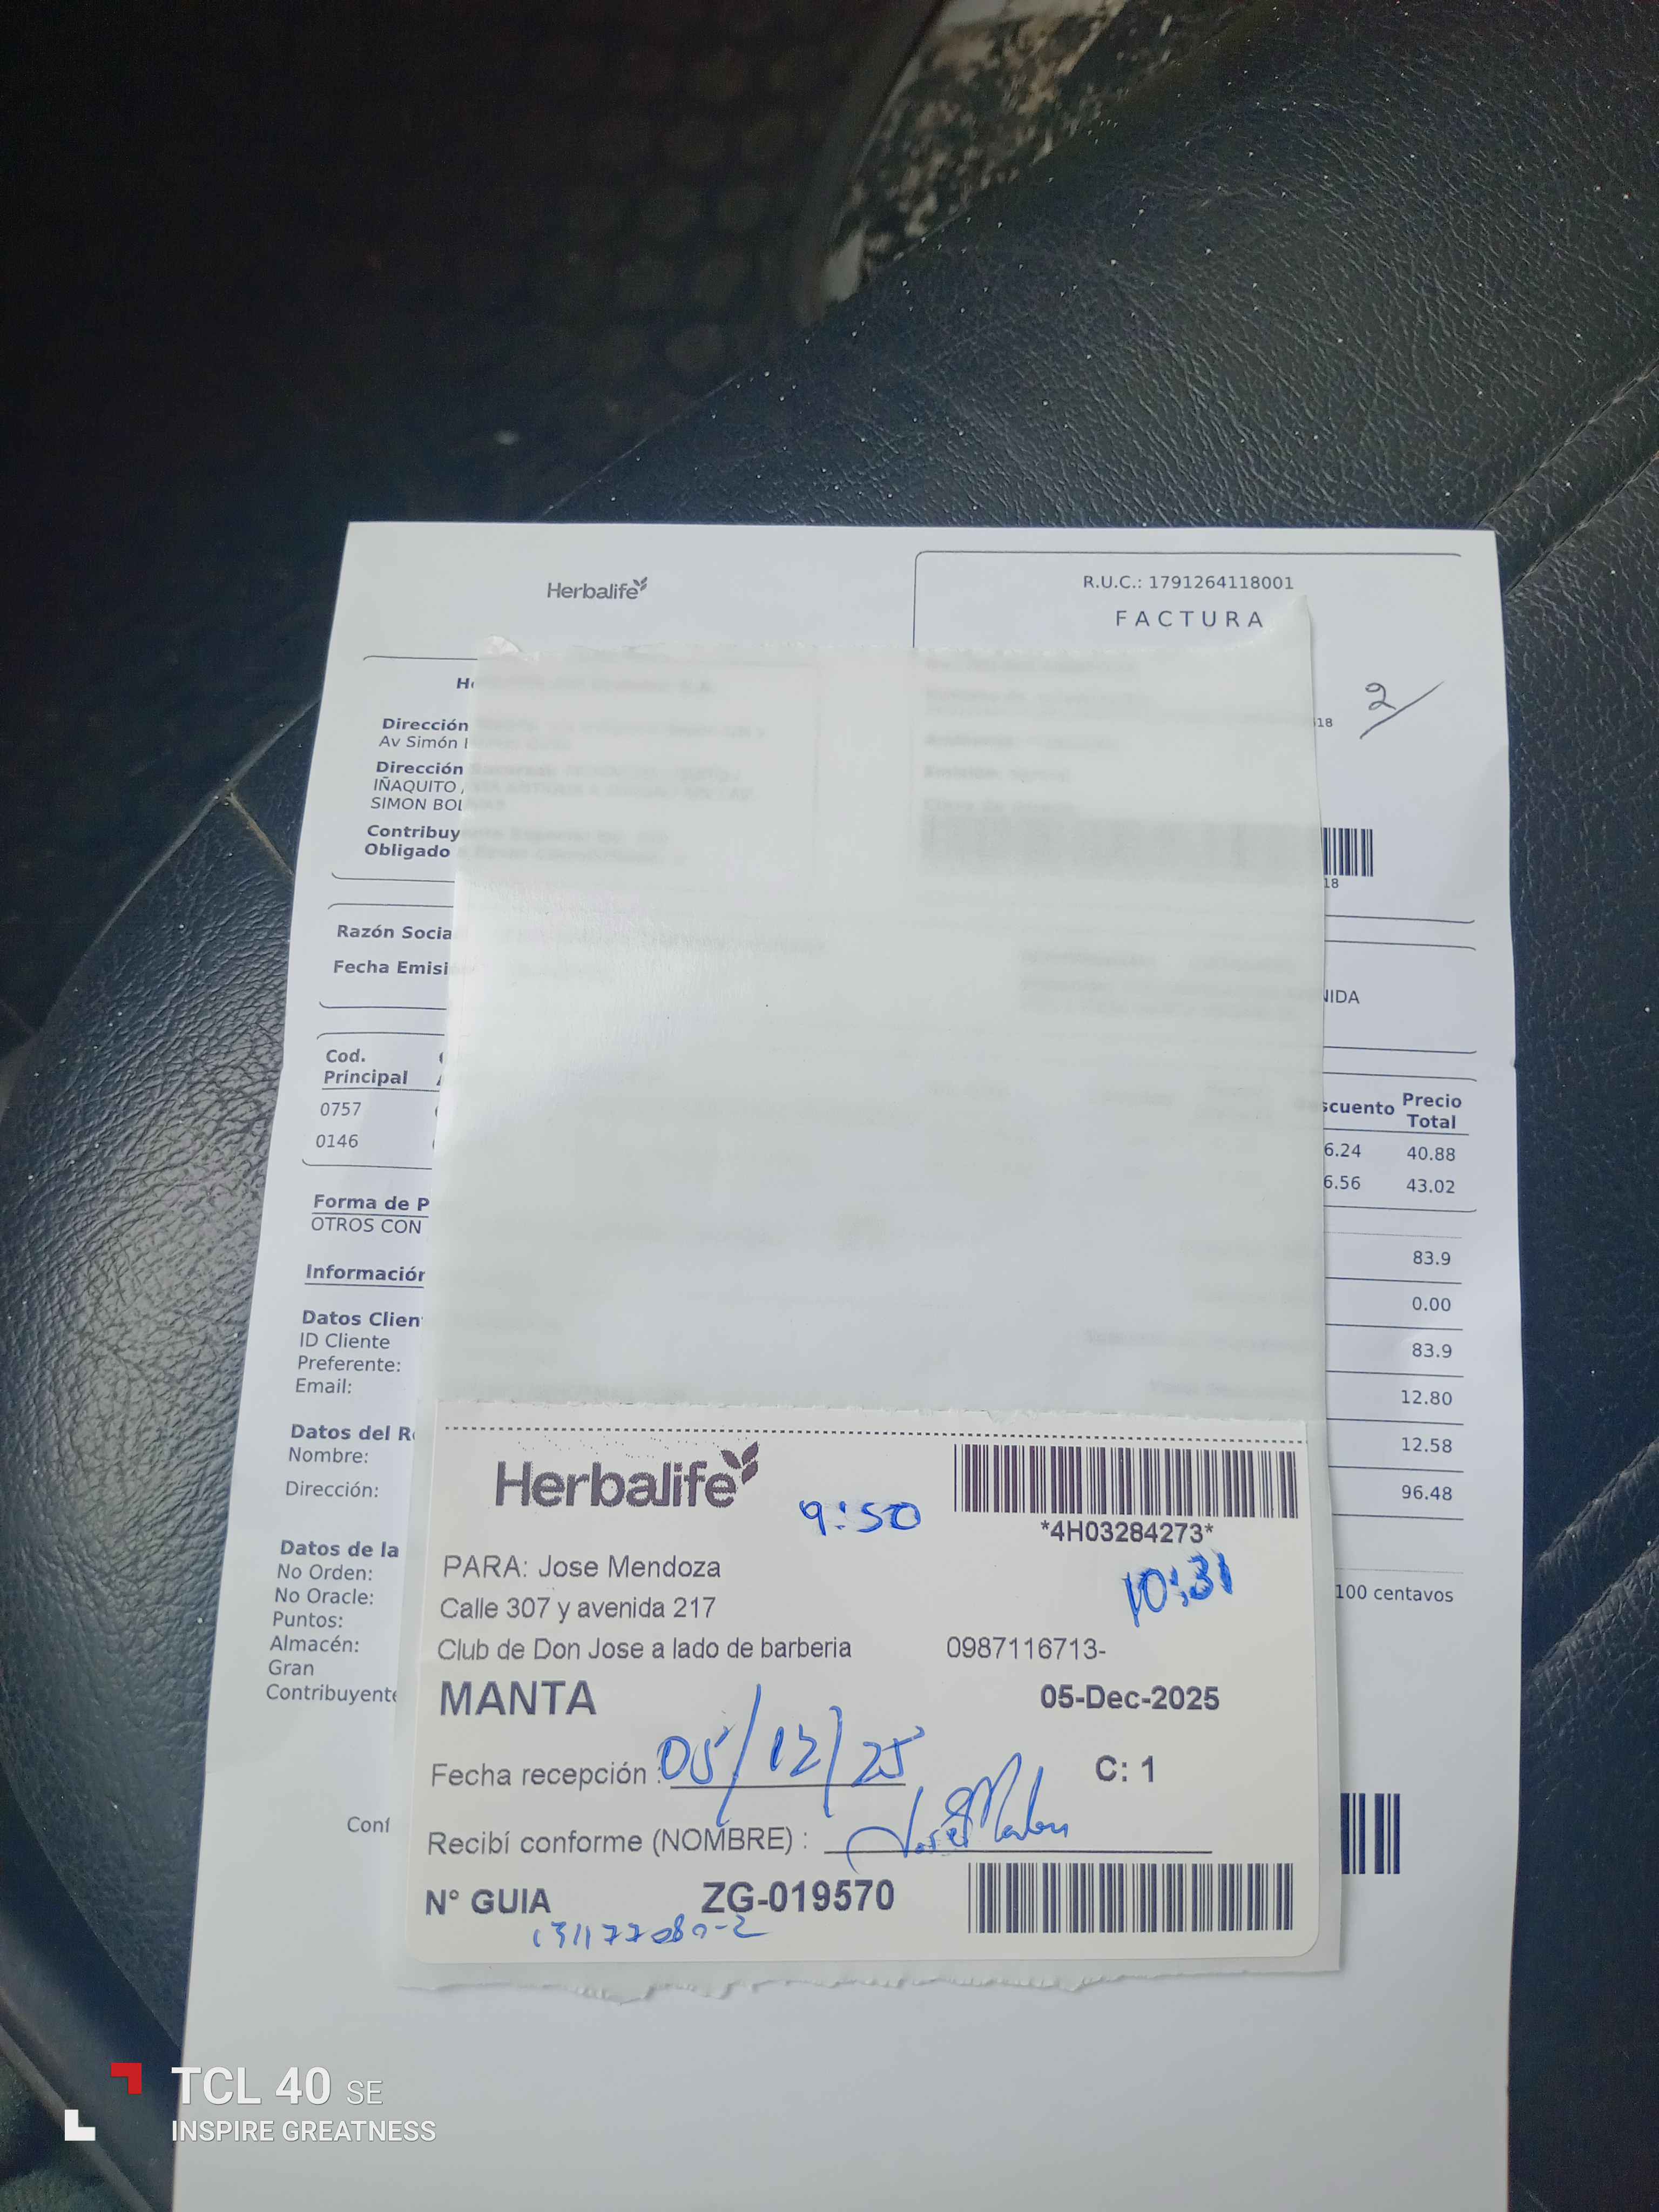 Herbalife
R.U.C.: 1791264118001
FACTURA
2/
18
Dirección
Av Simón
Dirección
IÑAQUITO
SIMON BOL
Contribuy
Obligado
18
Razón Socia
Fecha Emisi
NIDA
Cod.
Principal
scuento Precio
Total
0757
6.24 40.88
0146
6.56 43.02
Forma de P
OTROS CON
83.9
Información
0.00
Datos Clien
ID Cliente
Preferente:
Email:
83.9
12.80
Datos del R
Nombre:
12.58
Dirección:
96.48
Datos de la
No Orden:
No Oracle:
Puntos:
Almacén:
Gran
Contribuyente
100 centavos
Conf
Herbalife
9:50
*4H03284273*
10:31
PARA: Jose Mendoza
Calle 307 y avenida 217
Club de Don Jose a lado de barberia 0987116713-
MANTA 05-Dec-2025
Fecha recepción : 05/12/25 C: 1
Recibí conforme (NOMBRE) :
N° GUIA ZG-019570
TCL 40 SE
INSPIRE GREATNESS